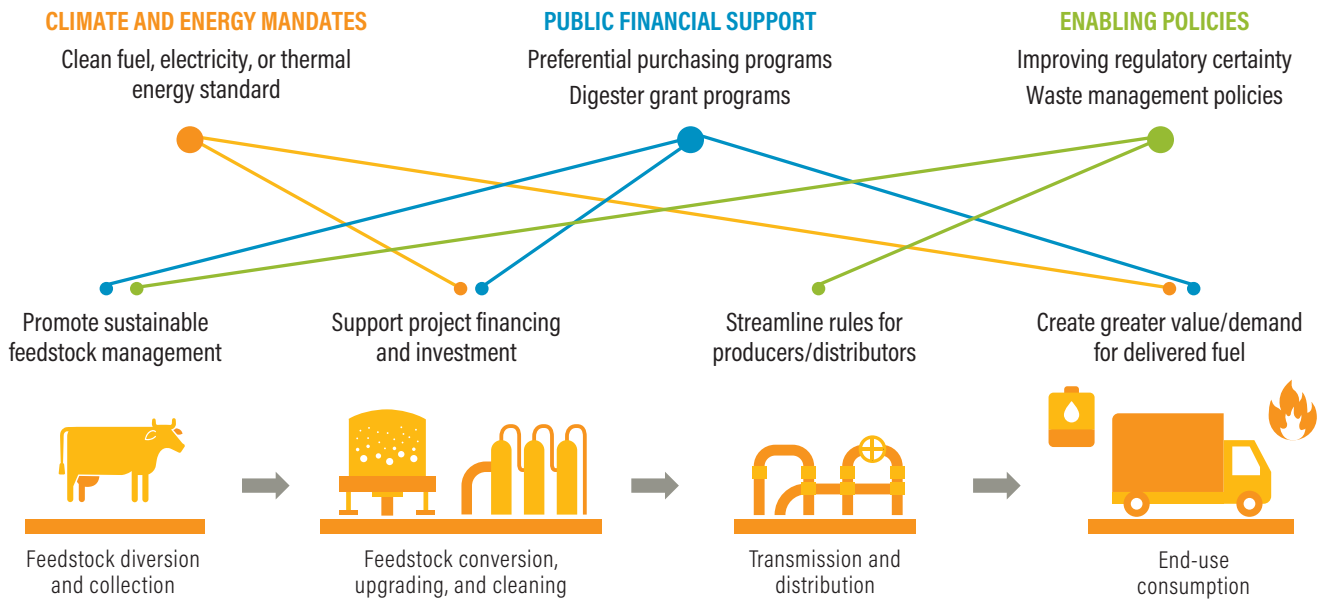 CLIMATE AND ENERGY MANDATES
Clean fuel, electricity, or thermal
energy standard
PUBLIC FINANCIAL SUPPORT
Preferential purchasing programs
Digester grant programs
ENABLING POLICIES
Improving regulatory certainty
Waste management policies
Promote sustainable
feedstock management
Support project financing
and investment
Streamline rules for
producers/distributors
Create greater value/demand
for delivered fuel
Feedstock diversion
and collection
Feedstock conversion,
upgrading, and cleaning
Transmission and
distribution
End-use
consumption